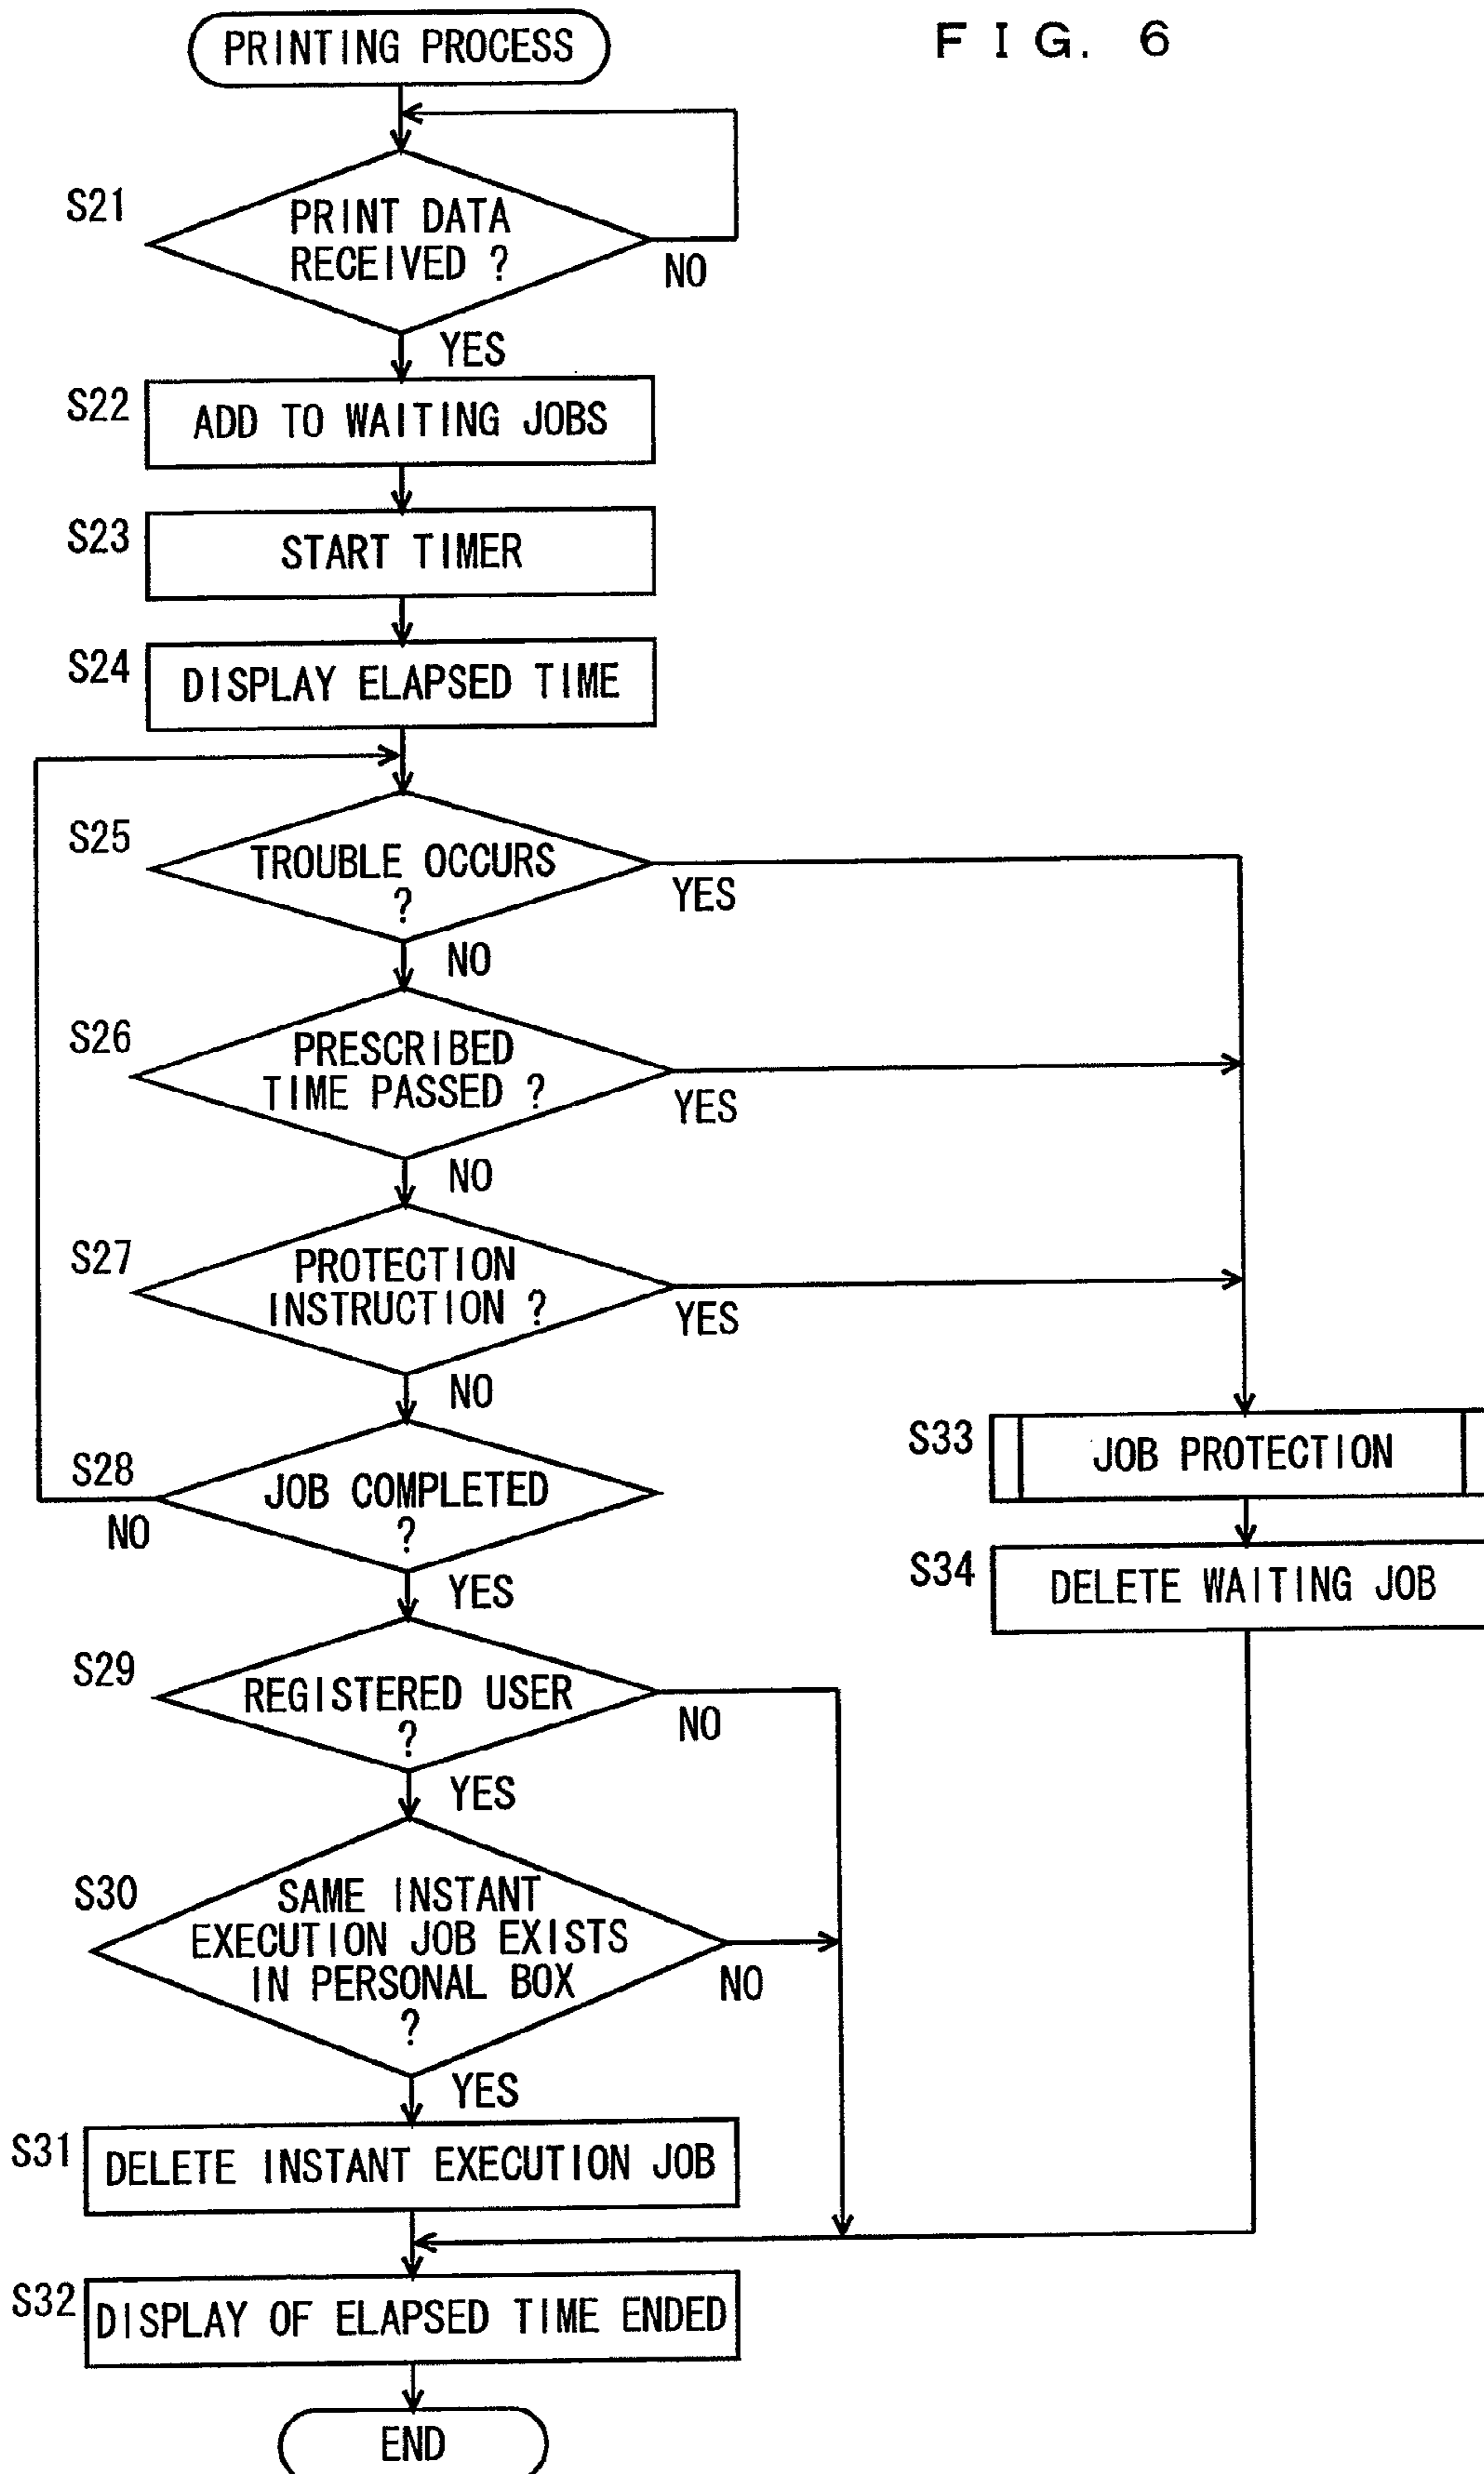 PRINTING PROCESS
FIG. 6
S21
PRINT DATA
RECEIVED ?
NO
YES
S22
ADD TO WAITING JOBS
S23
START TIMER
S24
DISPLAY ELAPSED TIME
S25
TROUBLE OCCURS
?
YES
NO
S26
PRESCRIBED
TIME PASSED ?
YES
NO
S27
PROTECTION
INSTRUCTION ?
YES
NO
S28
JOB COMPLETED
?
NO
YES
S33
JOB PROTECTION
S34
DELETE WAITING JOB
S29
REGISTERED USER
?
NO
YES
S30
SAME INSTANT
EXECUTION JOB EXISTS
IN PERSONAL BOX
?
NO
YES
S31
DELETE INSTANT EXECUTION JOB
S32
DISPLAY OF ELAPSED TIME ENDED
END